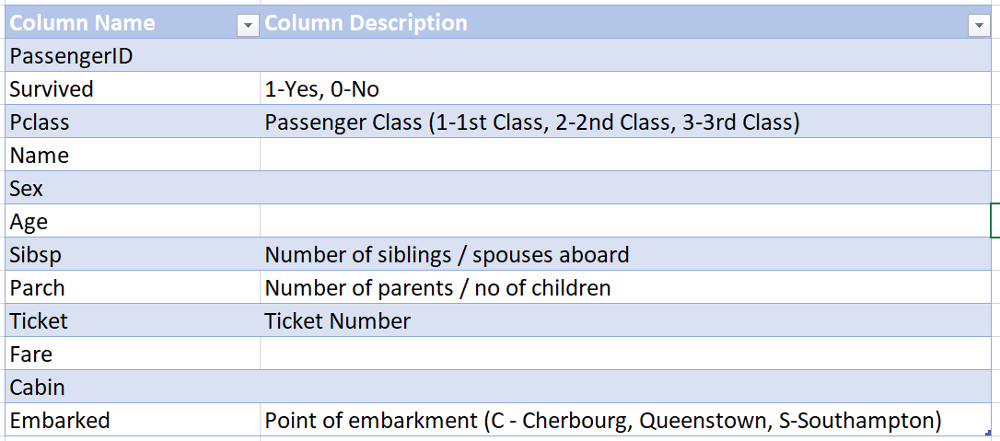 Column Name Column Description
PassengerID
Survived 1-Yes, 0-No
Pclass Passenger Class (1-1st Class, 2-2nd Class, 3-3rd Class)
Name
Sex
Age
Sibsp Number of siblings / spouses aboard
Parch Number of parents / no of children
Ticket Ticket Number
Fare
Cabin
Embarked Point of embarkment (C - Cherbourg, Queenstown, S-Southampton)